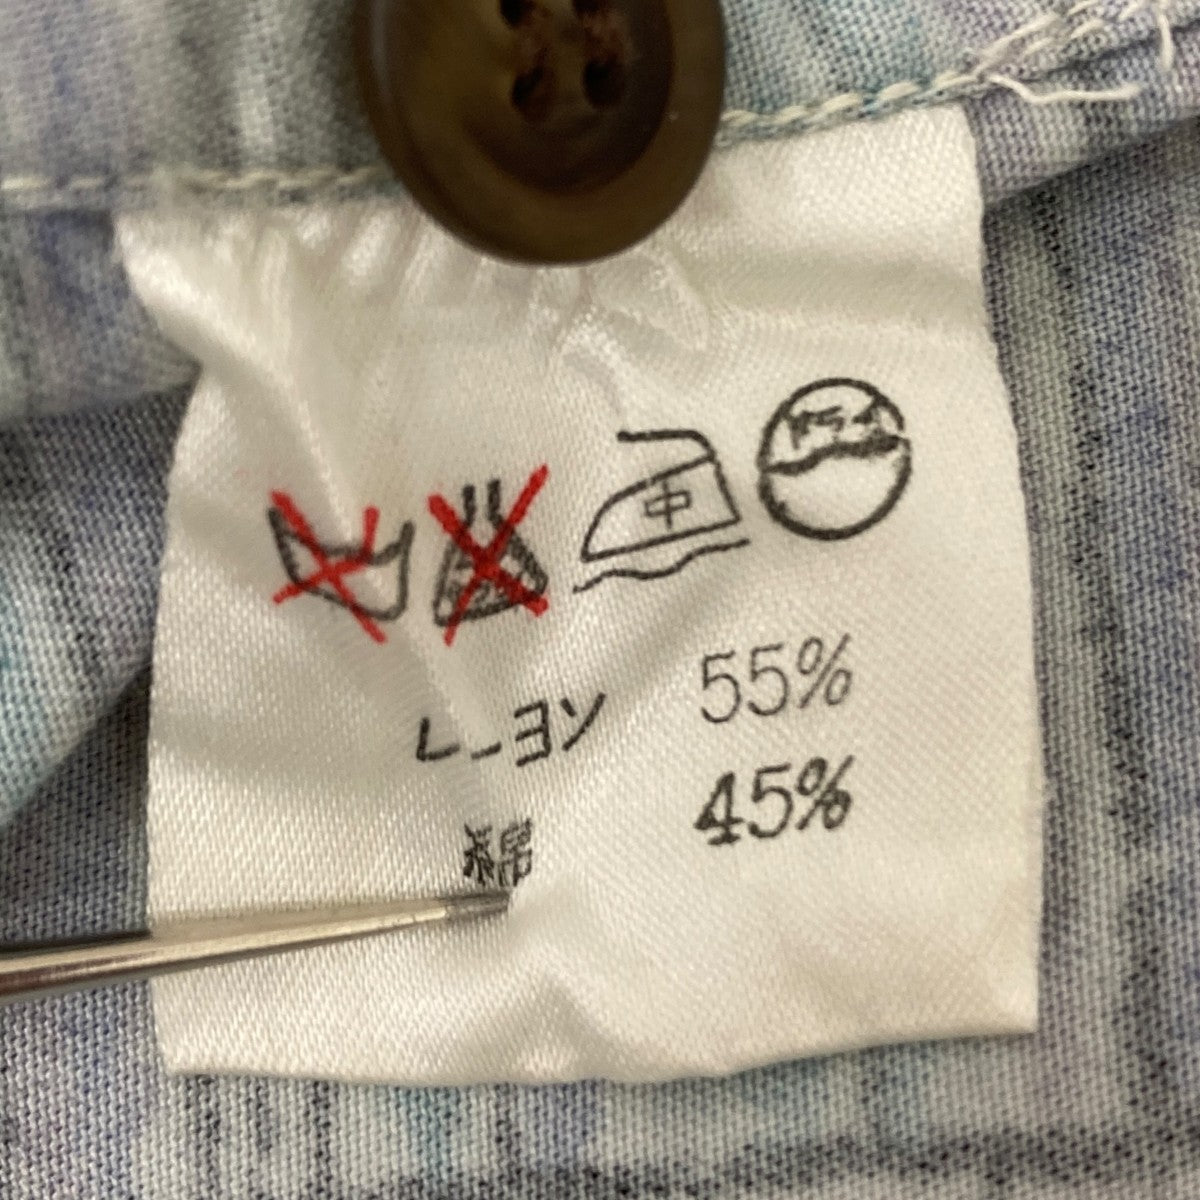 中 ドライ
レーヨン 55%
綿 45%